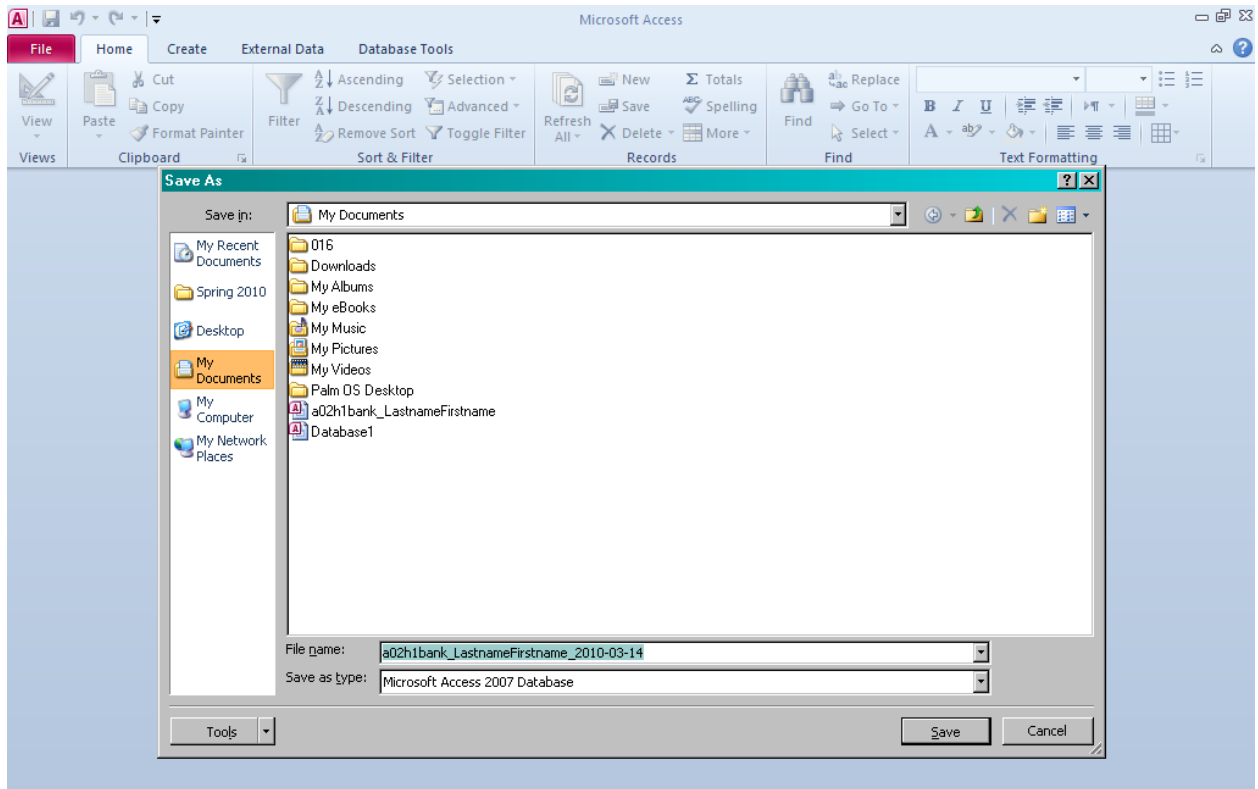 Microsoft Access
File Home Create External Data Database Tools
View
Views
Paste
Cut
Copy
Format Painter
Clipboard
Filter
Ascending
Descending
Remove Sort
Selection
Advanced
Toggle Filter
Sort & Filter
Refresh
All
New
Save
Delete
Totals
Spelling
More
Records
Find
Replace
Go To
Select
Find
B I U
A
Text Formatting
Save As
Save in: My Documents
My Recent
Documents
Spring 2010
Desktop
My
Documents
My
Computer
My Network
Places
016
Downloads
My Albums
My eBooks
My Music
My Pictures
My Videos
Palm OS Desktop
a02h1bank_LastnameFirstname
Database1
File name: a02h1bank_LastnameFirstname_2010-03-14
Save as type: Microsoft Access 2007 Database
Tools
Save
Cancel